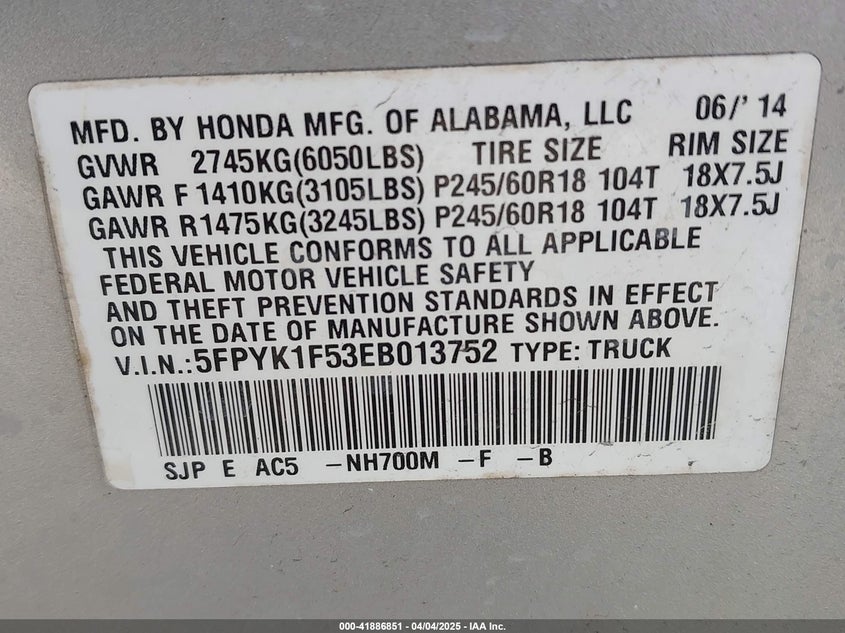 MFD. BY HONDA MFG. OF ALABAMA, LLC 06/' 14
GVWR 2745KG(6050LBS) TIRE SIZE RIM SIZE
GAWR F 1410KG(3105LBS) P245/60R18 104T 18X7.5J
GAWR R1475KG(3245LBS) P245/60R18 104T 18X7.5J
THIS VEHICLE CONFORMS TO ALL APPLICABLE
FEDERAL MOTOR VEHICLE SAFETY
AND THEFT PREVENTION STANDARDS IN EFFECT
ON THE DATE OF MANUFACTURE SHOWN ABOVE.
V.I.N.:5FPYK1F53EB013752 TYPE: TRUCK
SJP E AC5 -NH700M -F -B
000-41886851 - 04/04/2025 - IAA Inc.